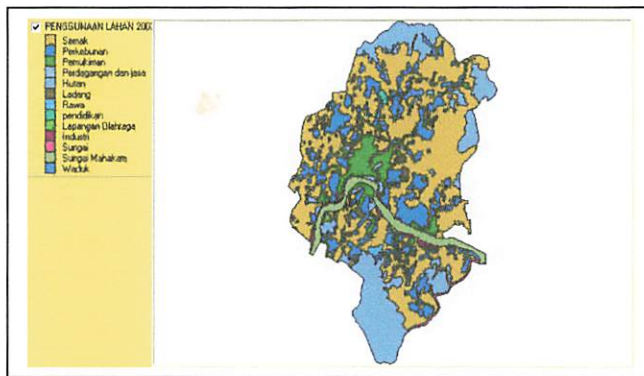 PENGGUNAAN LAHAN 200
Semak
Perkebunan
Pemukiman
Perdagangan dan jasa
Hutan
Ladang
Rawa
pendidikan
Lapangan Olahraga
Industri
Sungai
Sungai Mahakam
Waduk